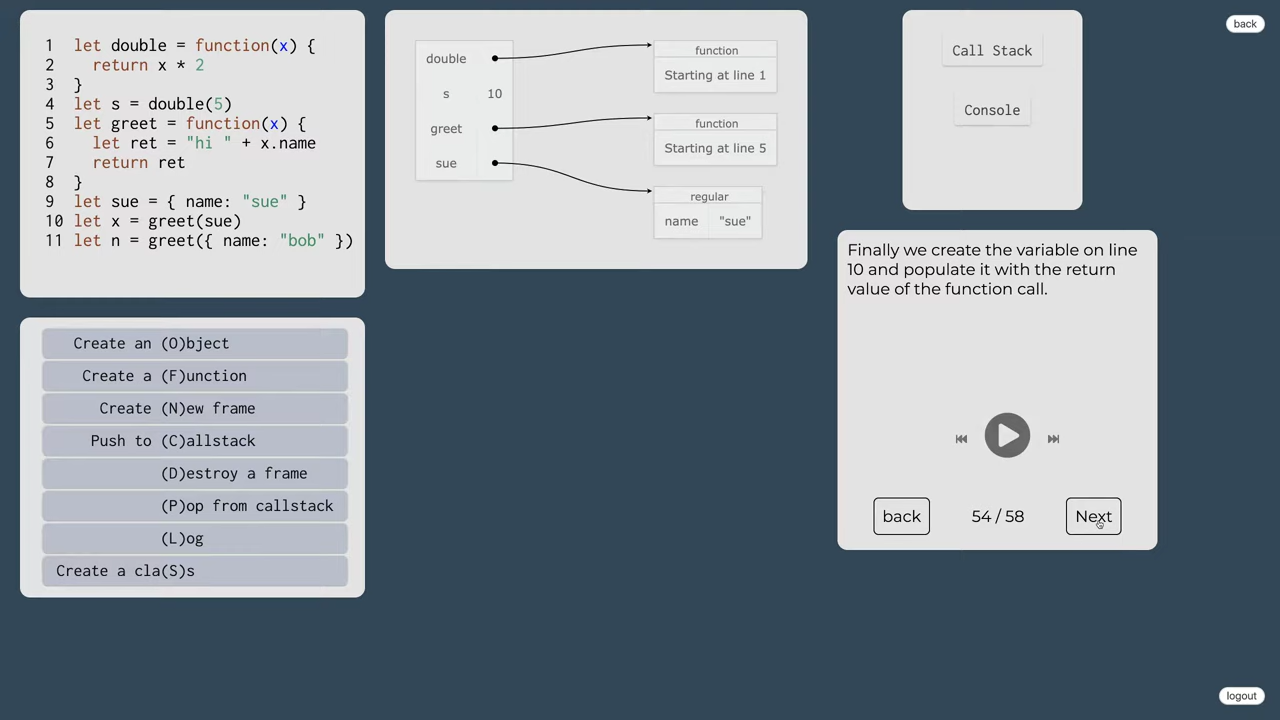 1 let double = function(x) {
2 return x * 2
3 }
4 let s = double(5)
5 let greet = function(x) {
6 let ret = "hi " + x.name
7 return ret
8 }
9 let sue = { name: "sue" }
10 let x = greet(sue)
11 let n = greet({ name: "bob" })
Create an (O)bject
Create a (F)unction
Create (N)ew frame
Push to (C)allstack
(D)estroy a frame
(P)op from callstack
(L)og
Create a cla(S)s
double
s 10
greet
sue
function
Starting at line 1
function
Starting at line 5
regular
name "sue"
Call Stack
Console
back
Finally we create the variable on line
10 and populate it with the return
value of the function call.
back 54 / 58 Next
logout